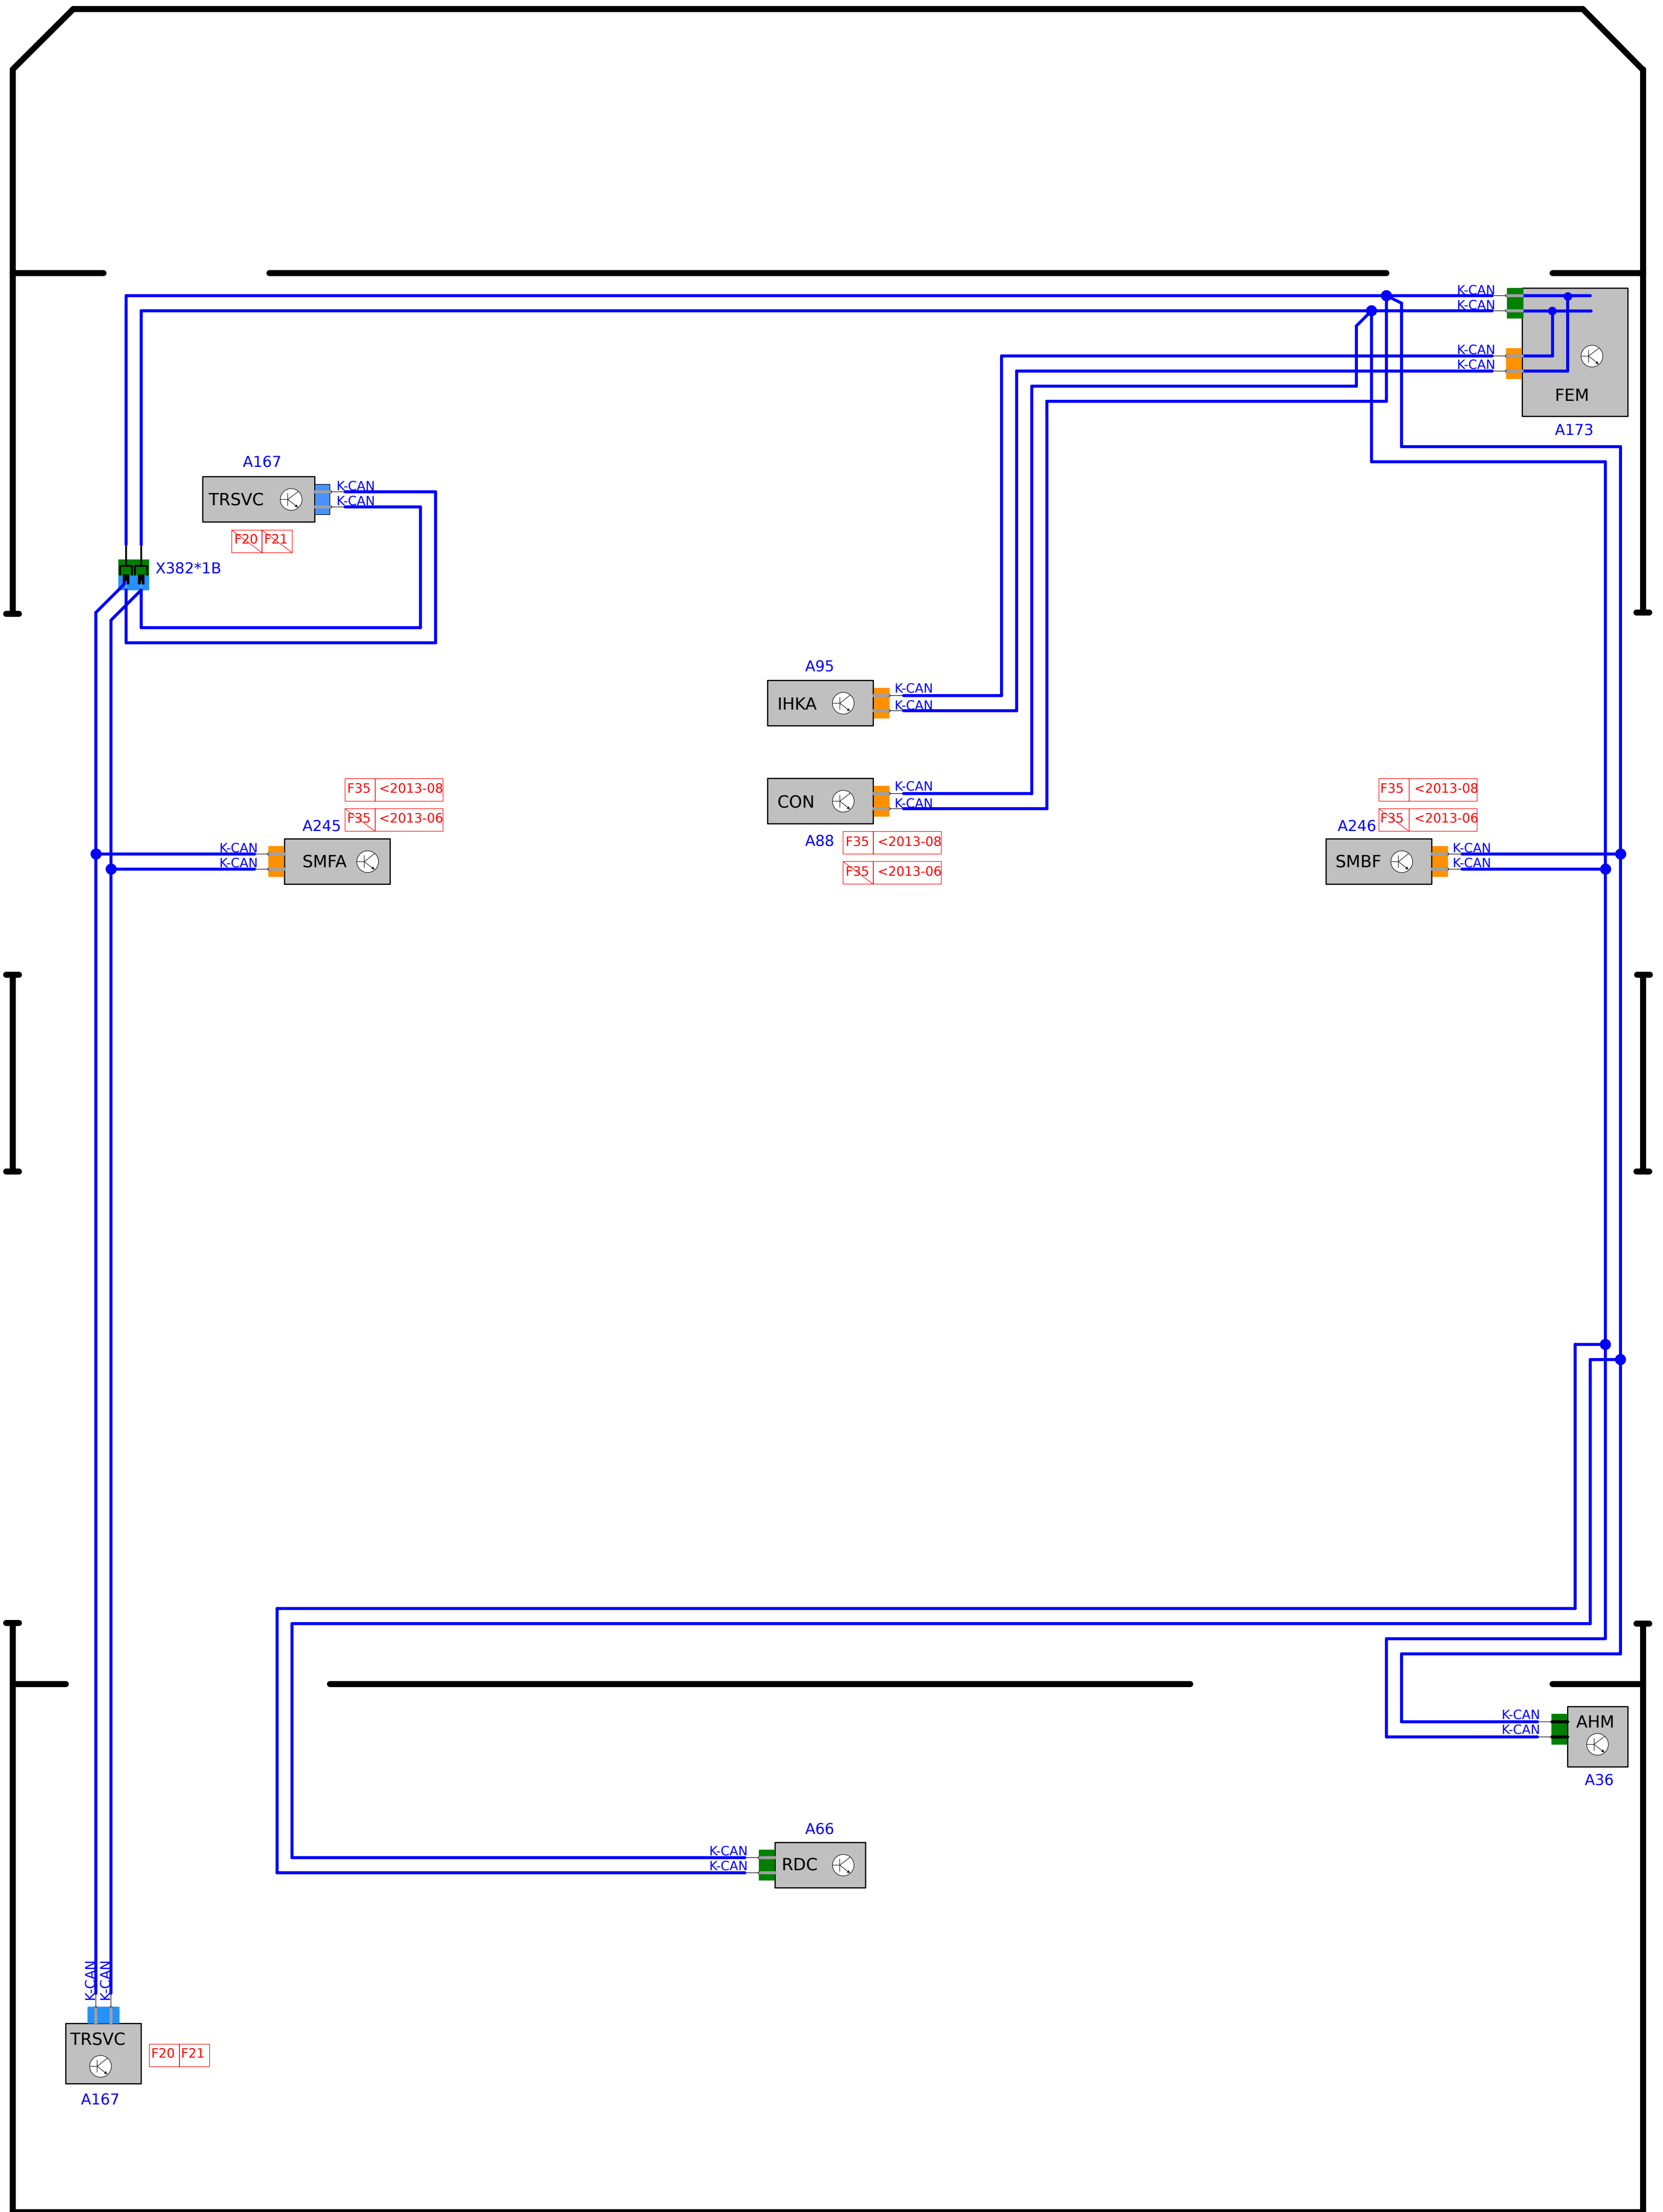 K-CAN
K-CAN
K-CAN
K-CAN
FEM
A173
A167
TRSVC
K-CAN
K-CAN
F20 F21
X382*1B
A95
IHKA
K-CAN
K-CAN
F35 <2013-08
F35 <2013-06
A245
K-CAN
K-CAN
SMFA
CON
K-CAN
K-CAN
A88
F35 <2013-08
F35 <2013-06
F35 <2013-08
F35 <2013-06
A246
SMBF
K-CAN
K-CAN
K-CAN
K-CAN
AHM
A36
A66
K-CAN
K-CAN
RDC
K-CAN
K-CAN
TRSVC
F20 F21
A167